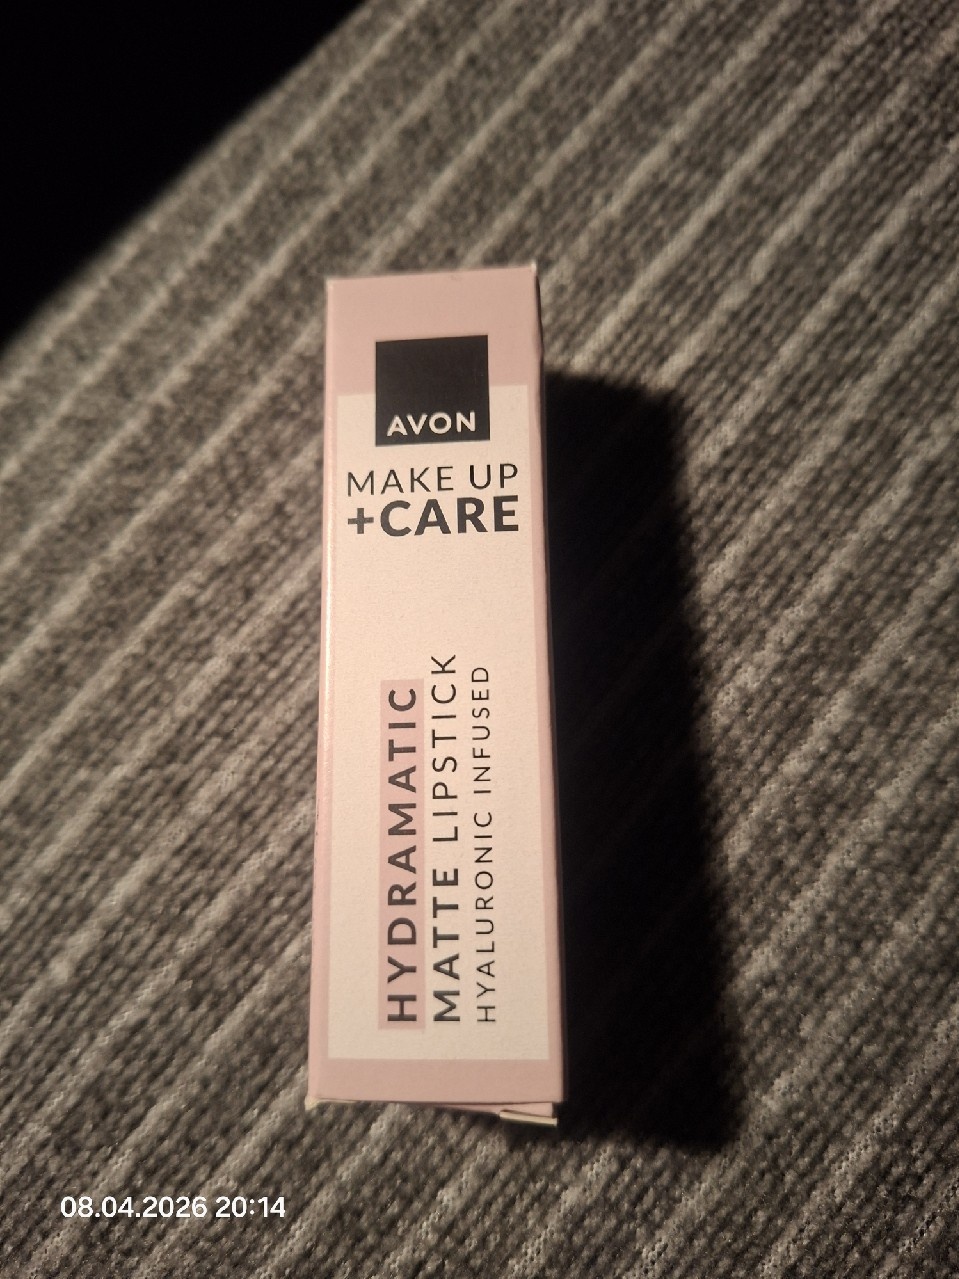 AVON
MAKE UP
+CARE
HYDRAMATIC
MATTE LIPSTICK
HYALURONIC INFUSED
08.04.2026 20:14